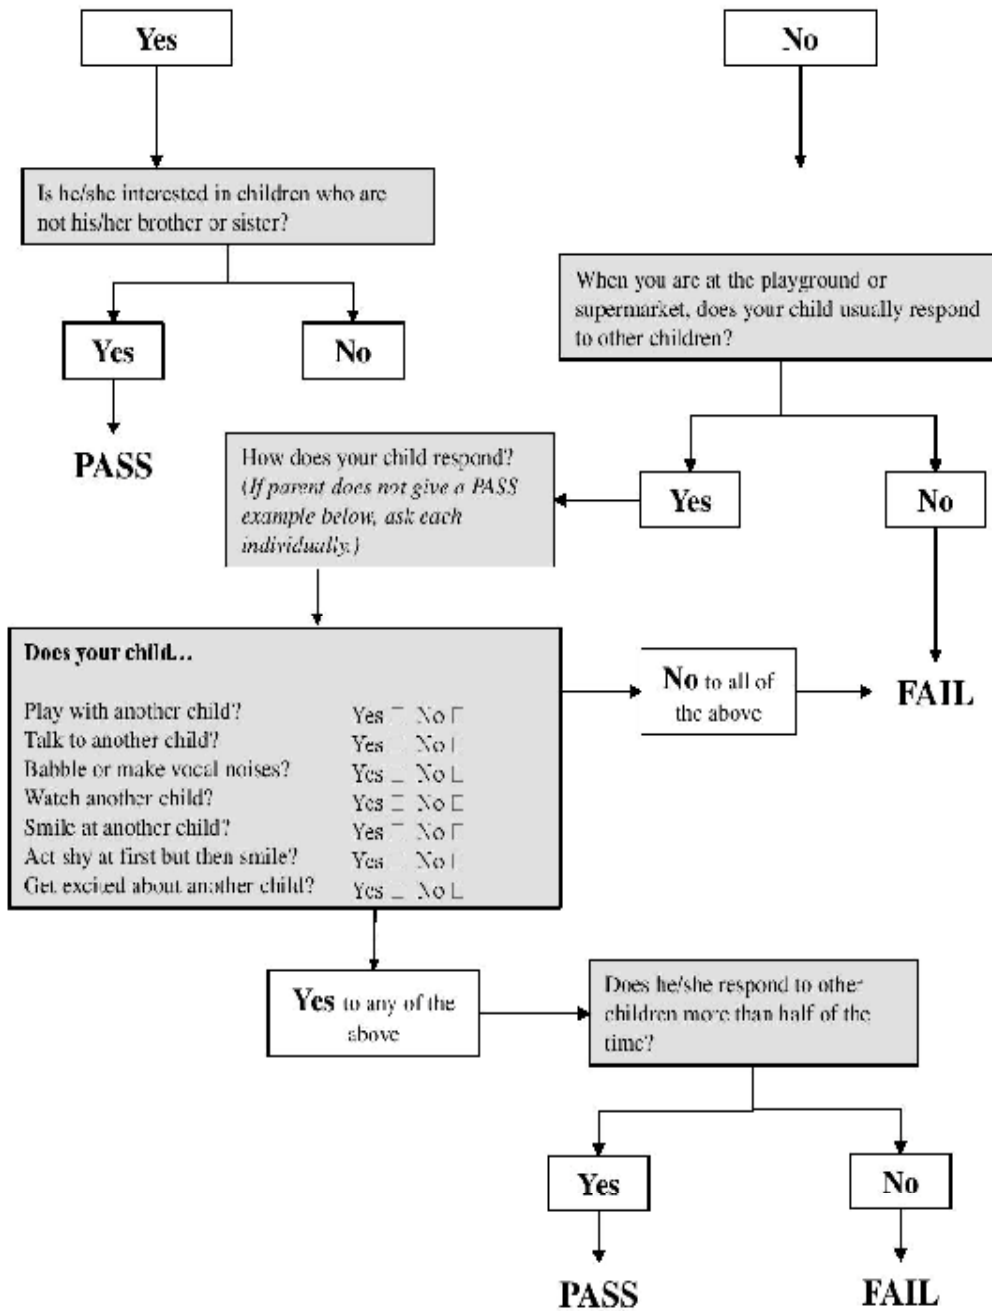 Yes
No
Is he/she interested in children who are
not his/her brother or sister?
When you are at the playground or
supermarket, does your child usually respond
to other children?
Yes
No
PASS
How does your child respond?
(If parent does not give a PASS
example below, ask each
individually.)
Yes
No
Does your child...
Play with another child? Yes □ No □
Talk to another child? Yes □ No □
Babble or make vocal noises? Yes □ No □
Watch another child? Yes □ No □
Smile at another child? Yes □ No □
Act shy at first but then smile? Yes □ No □
Get excited about another child? Yes □ No □
No to all of
the above
FAIL
Yes to any of the
above
Does he/she respond to other
children more than half of the
time?
Yes
No
PASS
FAIL